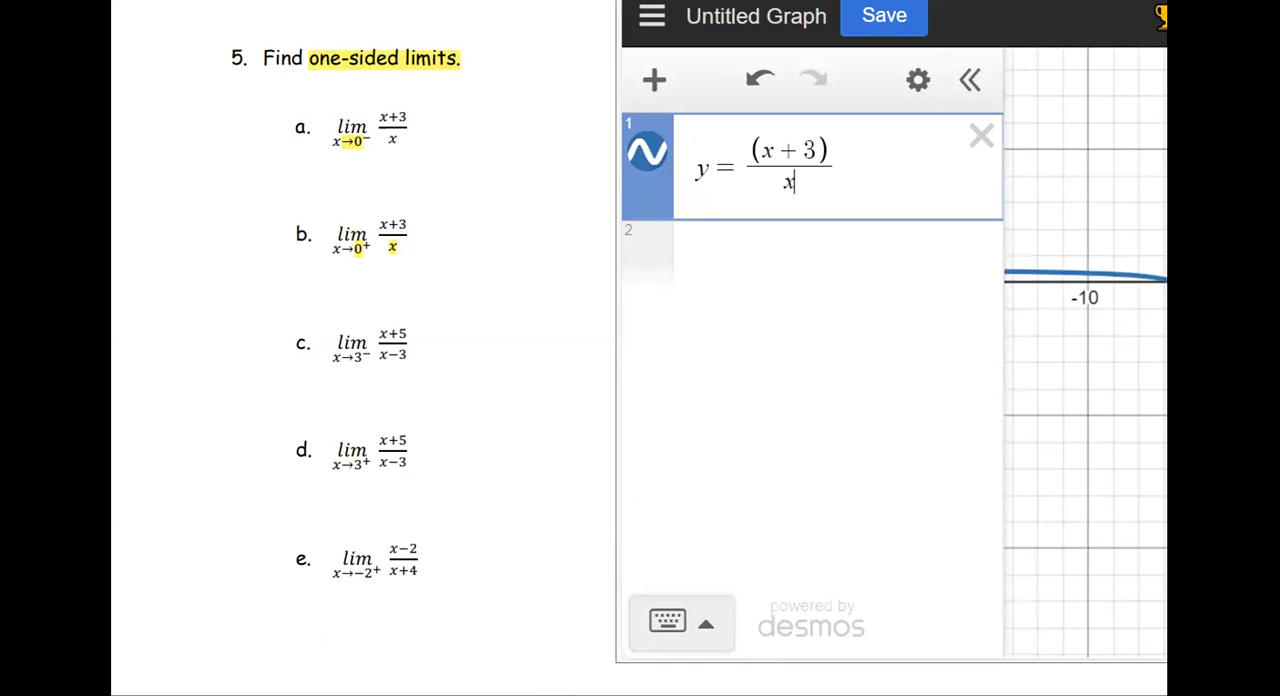 5. Find one-sided limits.
a. lim x→0⁻ x+3/x
b. lim x→0⁺ x+3/x
c. lim x→3⁻ x+5/x−3
d. lim x→3⁺ x+5/x−3
e. lim x→−2⁺ x−2/x+4
Untitled Graph Save
1
y = (x + 3)/x
2
-10
powered by
desmos